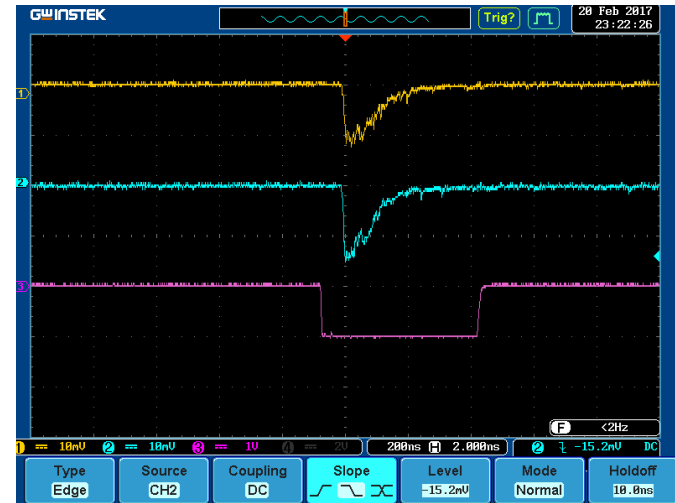 GWINSTEK Trig? 20 Feb 2017
23:22:26
1
2
3
F <2Hz
1 10mV 2 10mV 3 1V 4 2V 200ns H 2.000ns 2 -15.2mV DC
Type Source Coupling Slope Level Mode Holdoff
Edge CH2 DC -15.2mV Normal 10.0ns